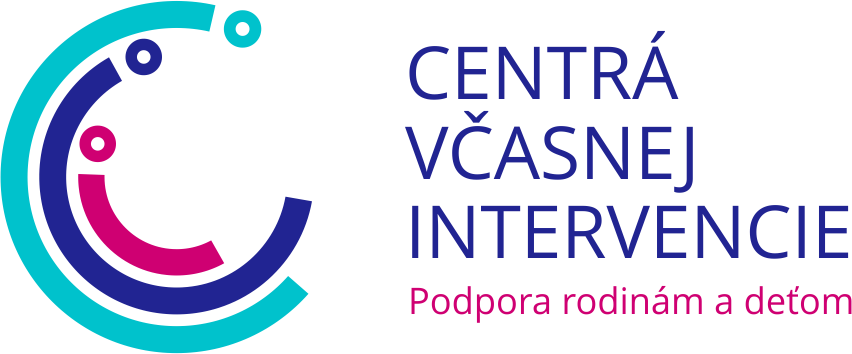 CENTRÁ
VČASNEJ
INTERVENCIE
Podpora rodinám a deťom